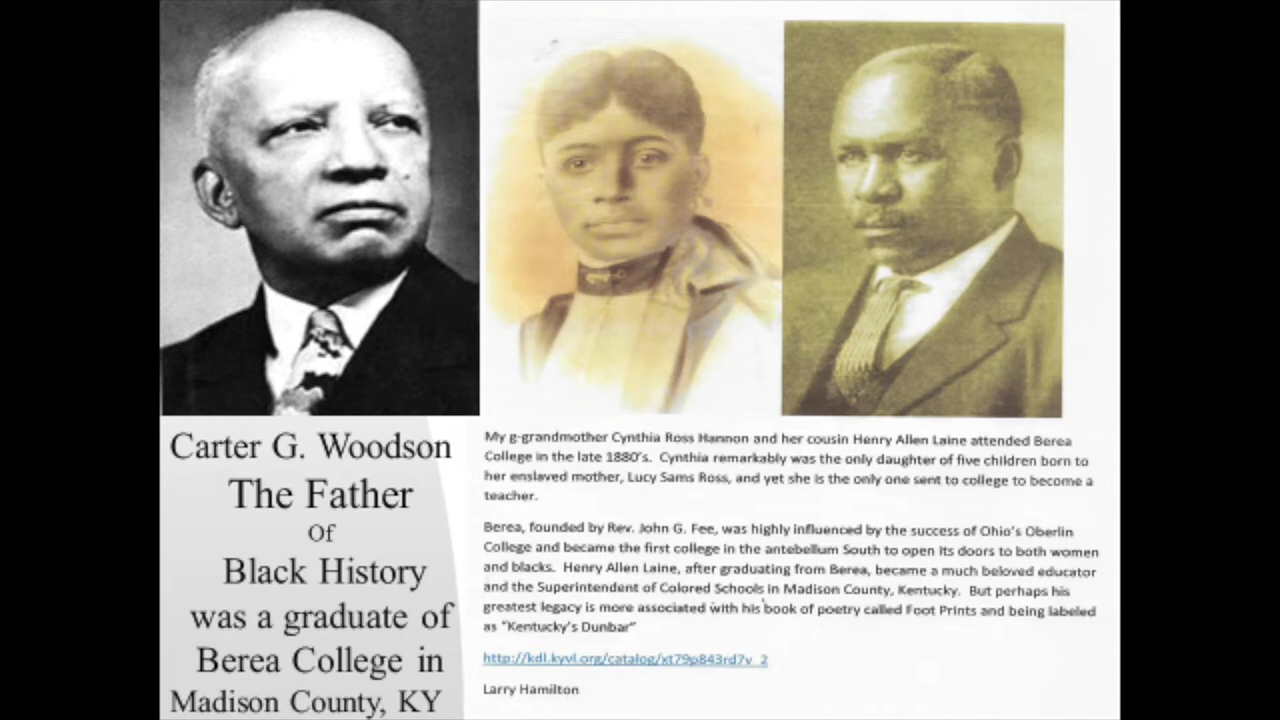 Carter G. Woodson
The Father
Of
Black History
was a graduate of
Berea College in
Madison County, KY
My g-grandmother Cynthia Ross Hannon and her cousin Henry Allen Laine attended Berea
College in the late 1880's. Cynthia remarkably was the only daughter of five children born to
her enslaved mother, Lucy Sams Ross, and yet she is the only one sent to college to become a
teacher.
Berea, founded by Rev. John G. Fee, was highly influenced by the success of Ohio's Oberlin
College and became the first college in the antebellum South to open its doors to both women
and blacks. Henry Allen Laine, after graduating from Berea, became a much beloved educator
and the Superintendent of Colored Schools in Madison County, Kentucky. But perhaps his
greatest legacy is more associated with his book of poetry called Foot Prints and being labeled
as "Kentucky's Dunbar"
http://kdl.kyvl.org/catalog/xt79p843rd7v_2
Larry Hamilton